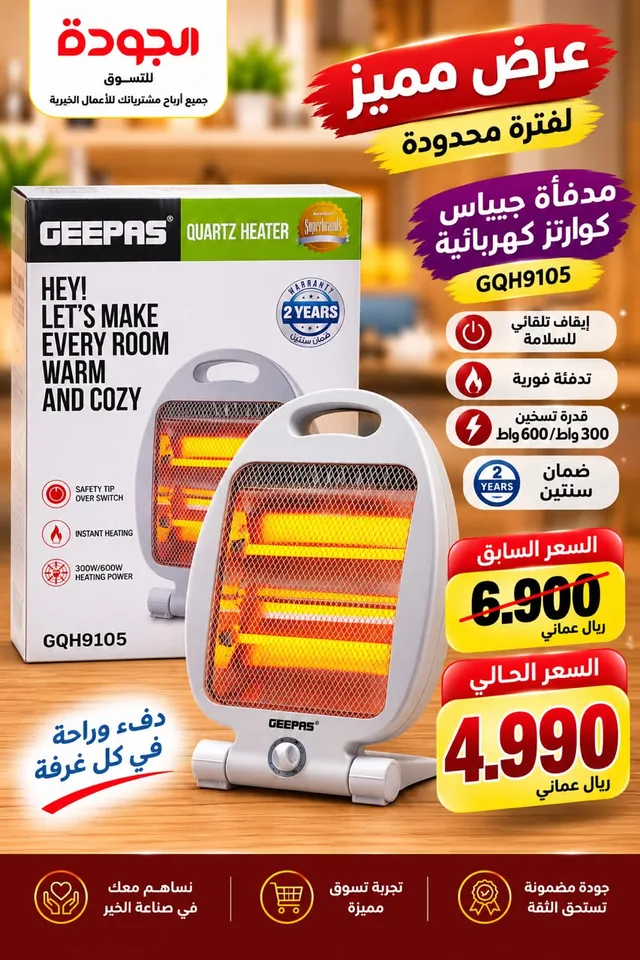 الجودة
للتسوق
جميع أرباح مشترياتك للأعمال الخيرية
عرض مميز
لفترة محدودة
مدفأة جيباس
كوارتز كهربائية
GQH9105
إيقاف تلقائي
للسلامة
تدفئة فورية
قدرة تسخين
300 واط/600 واط
2
YEARS
ضمان
سنتين
السعر السابق
6.900
ريال عماني
السعر الحالي
4.990
ريال عماني
GEEPAS®
QUARTZ HEATER
Superbrands
HEY!
LET'S MAKE
EVERY ROOM
WARM
AND COZY
WARRANTY
2 YEARS
ضمان سنتين
SAFETY TIP
OVER SWITCH
INSTANT HEATING
300W/600W
HEATING POWER
GQH9105
GEEPAS®
دفء وراحة
في كل غرفة
جودة مضمونة
تستحق الثقة
تجربة تسوق
مميزة
نساهم معك
في صناعة الخير